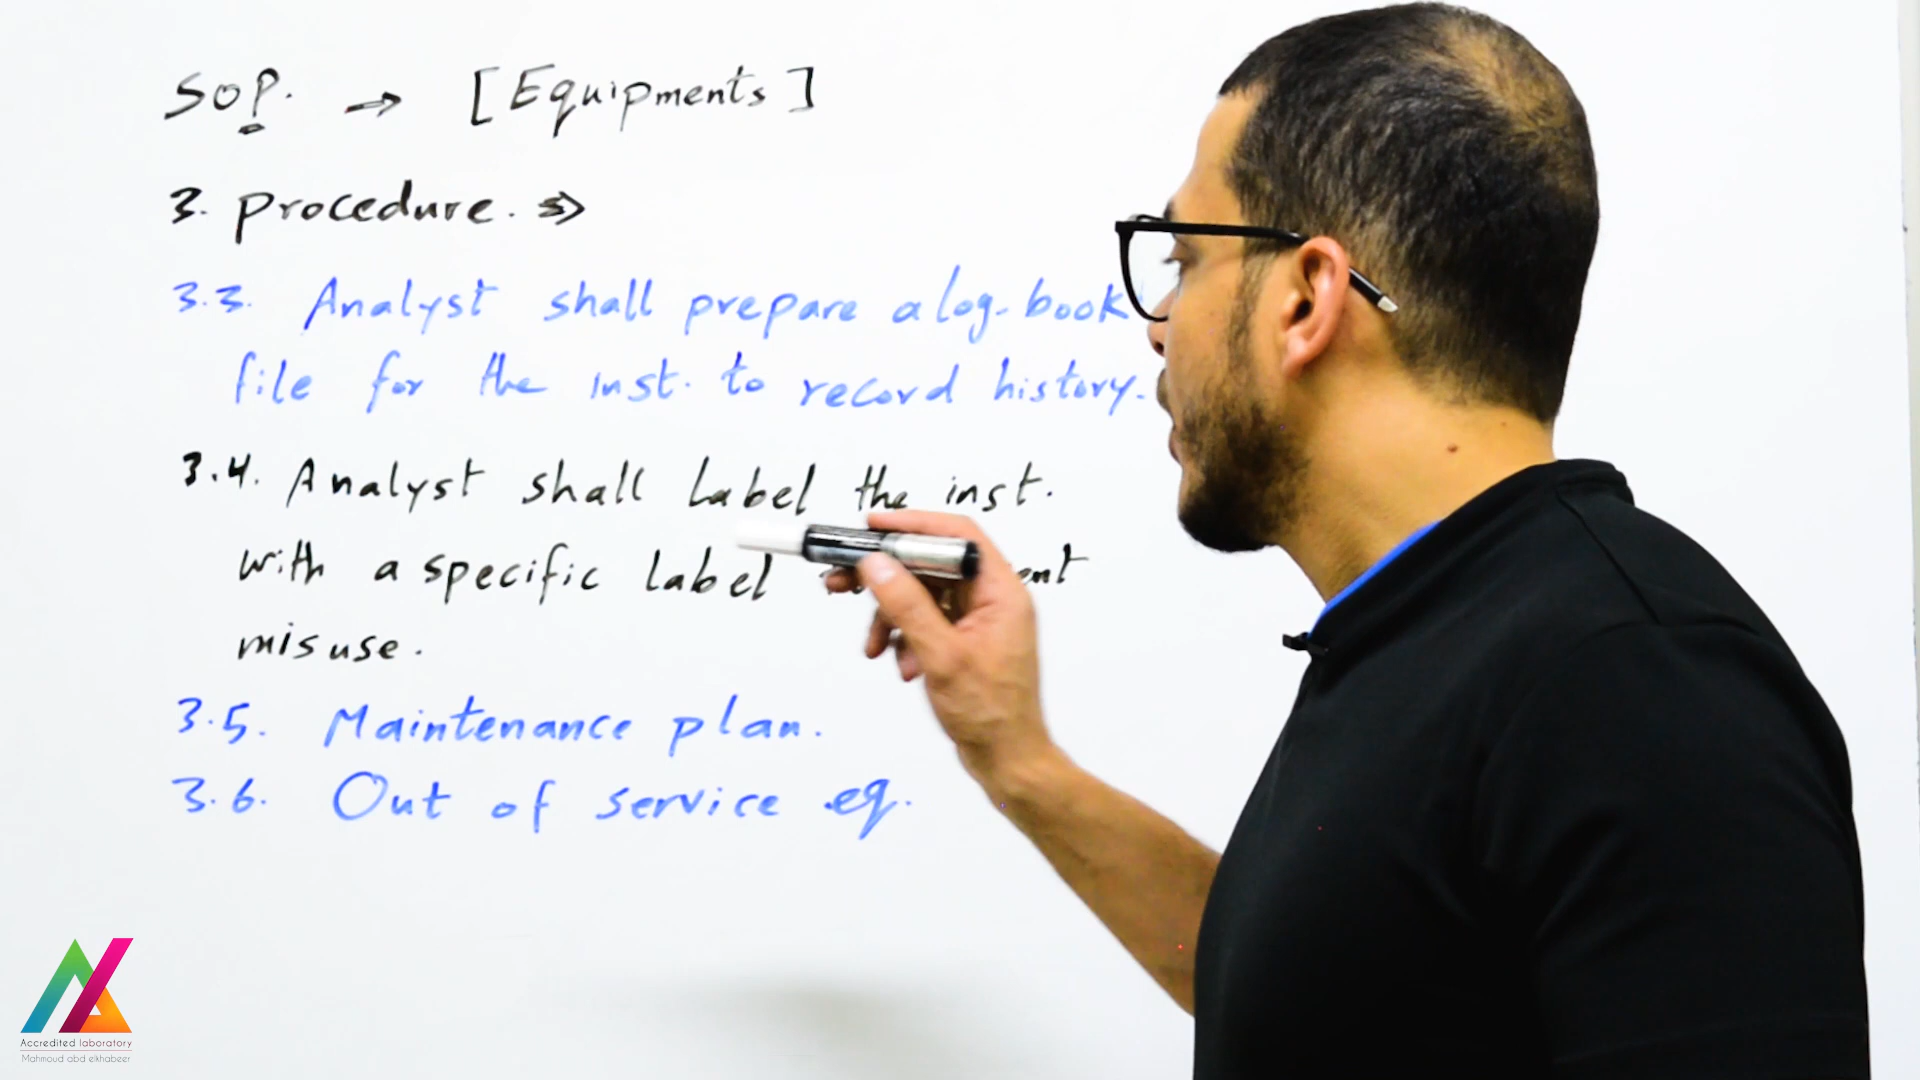 SOP. → [Equipments]
3. procedure. ⇒
3.3. Analyst shall prepare a log-book
file for the inst. to record history.
3.4. Analyst shall label the inst.
with a specific label
misuse.
3.5. Maintenance plan.
3.6. Out of service eq.
Accredited laboratory
Mahmoud abd elkhabeer